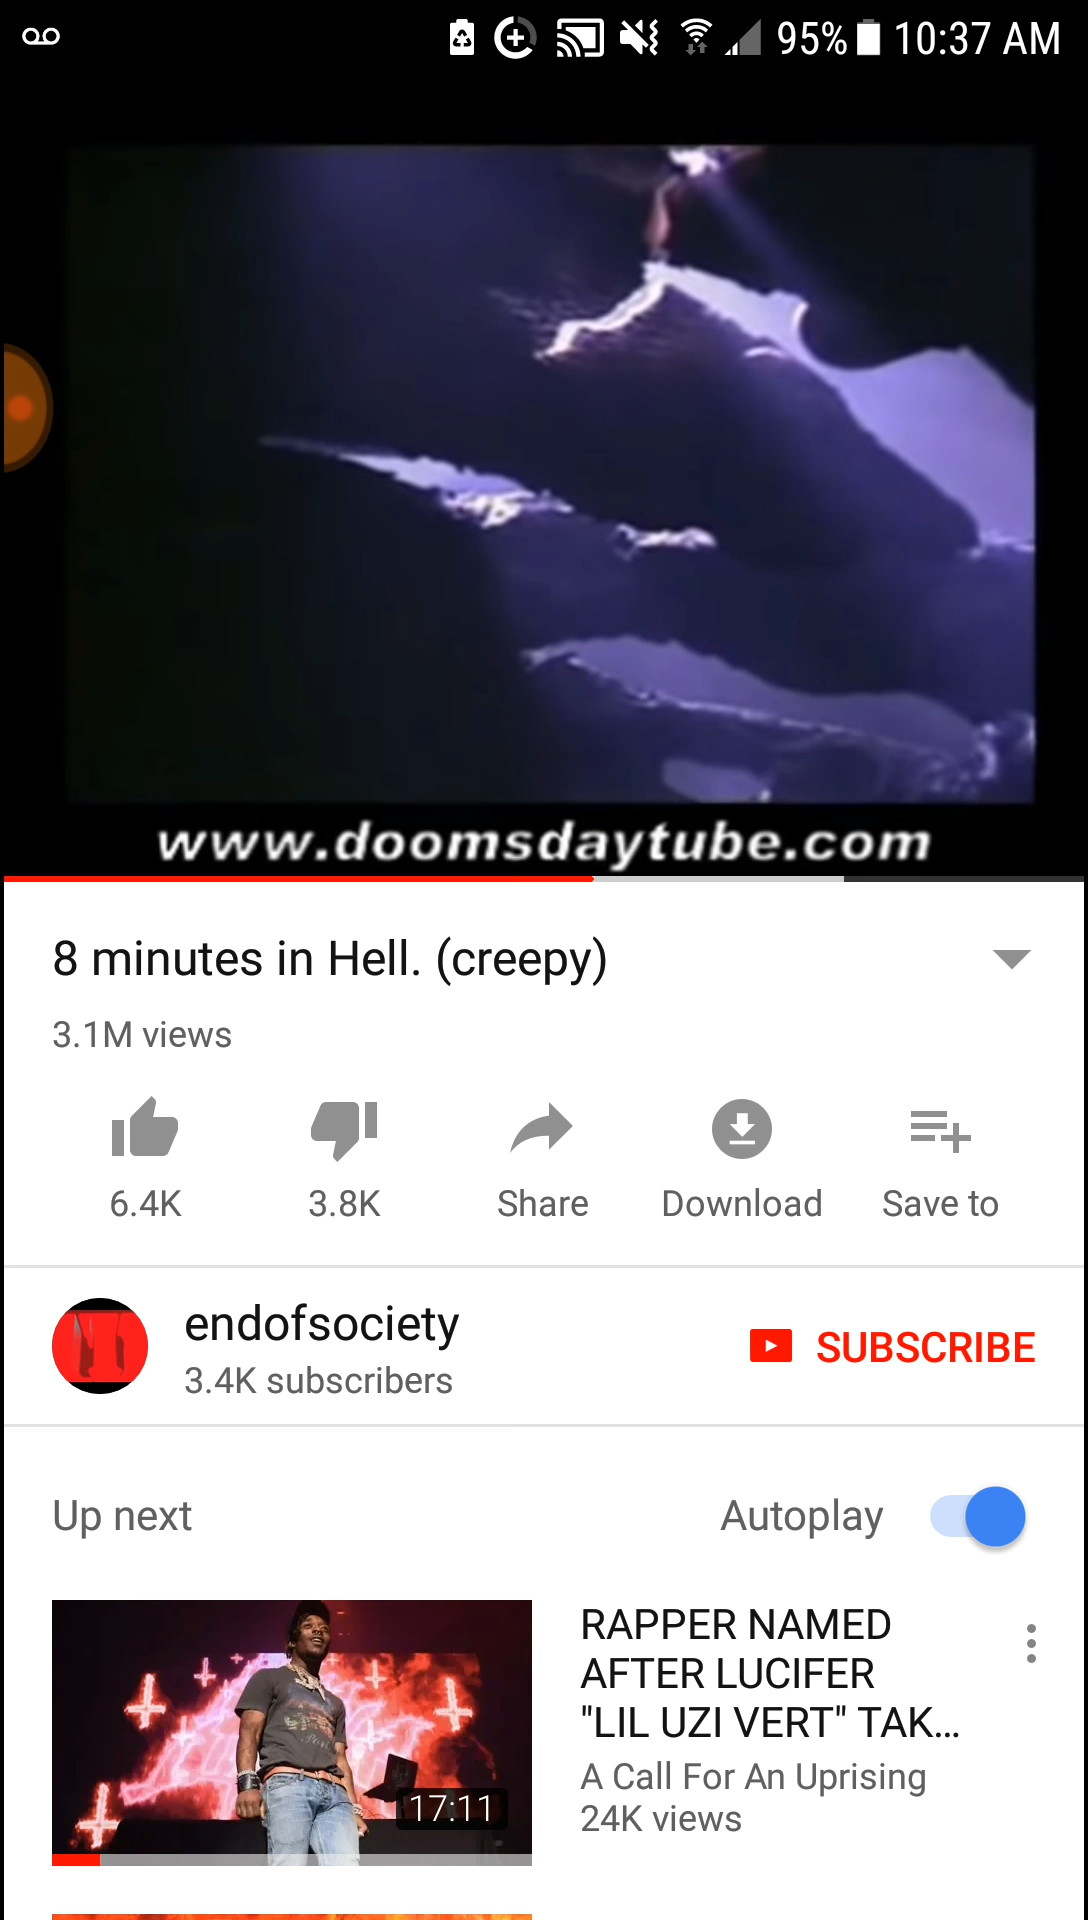 95% 10:37 AM
www.doomsdaytube.com
8 minutes in Hell. (creepy)
3.1M views
6.4K 3.8K Share Download Save to
endofsociety
3.4K subscribers
SUBSCRIBE
Up next Autoplay
17:11
RAPPER NAMED
AFTER LUCIFER
"LIL UZI VERT" TAK...
A Call For An Uprising
24K views